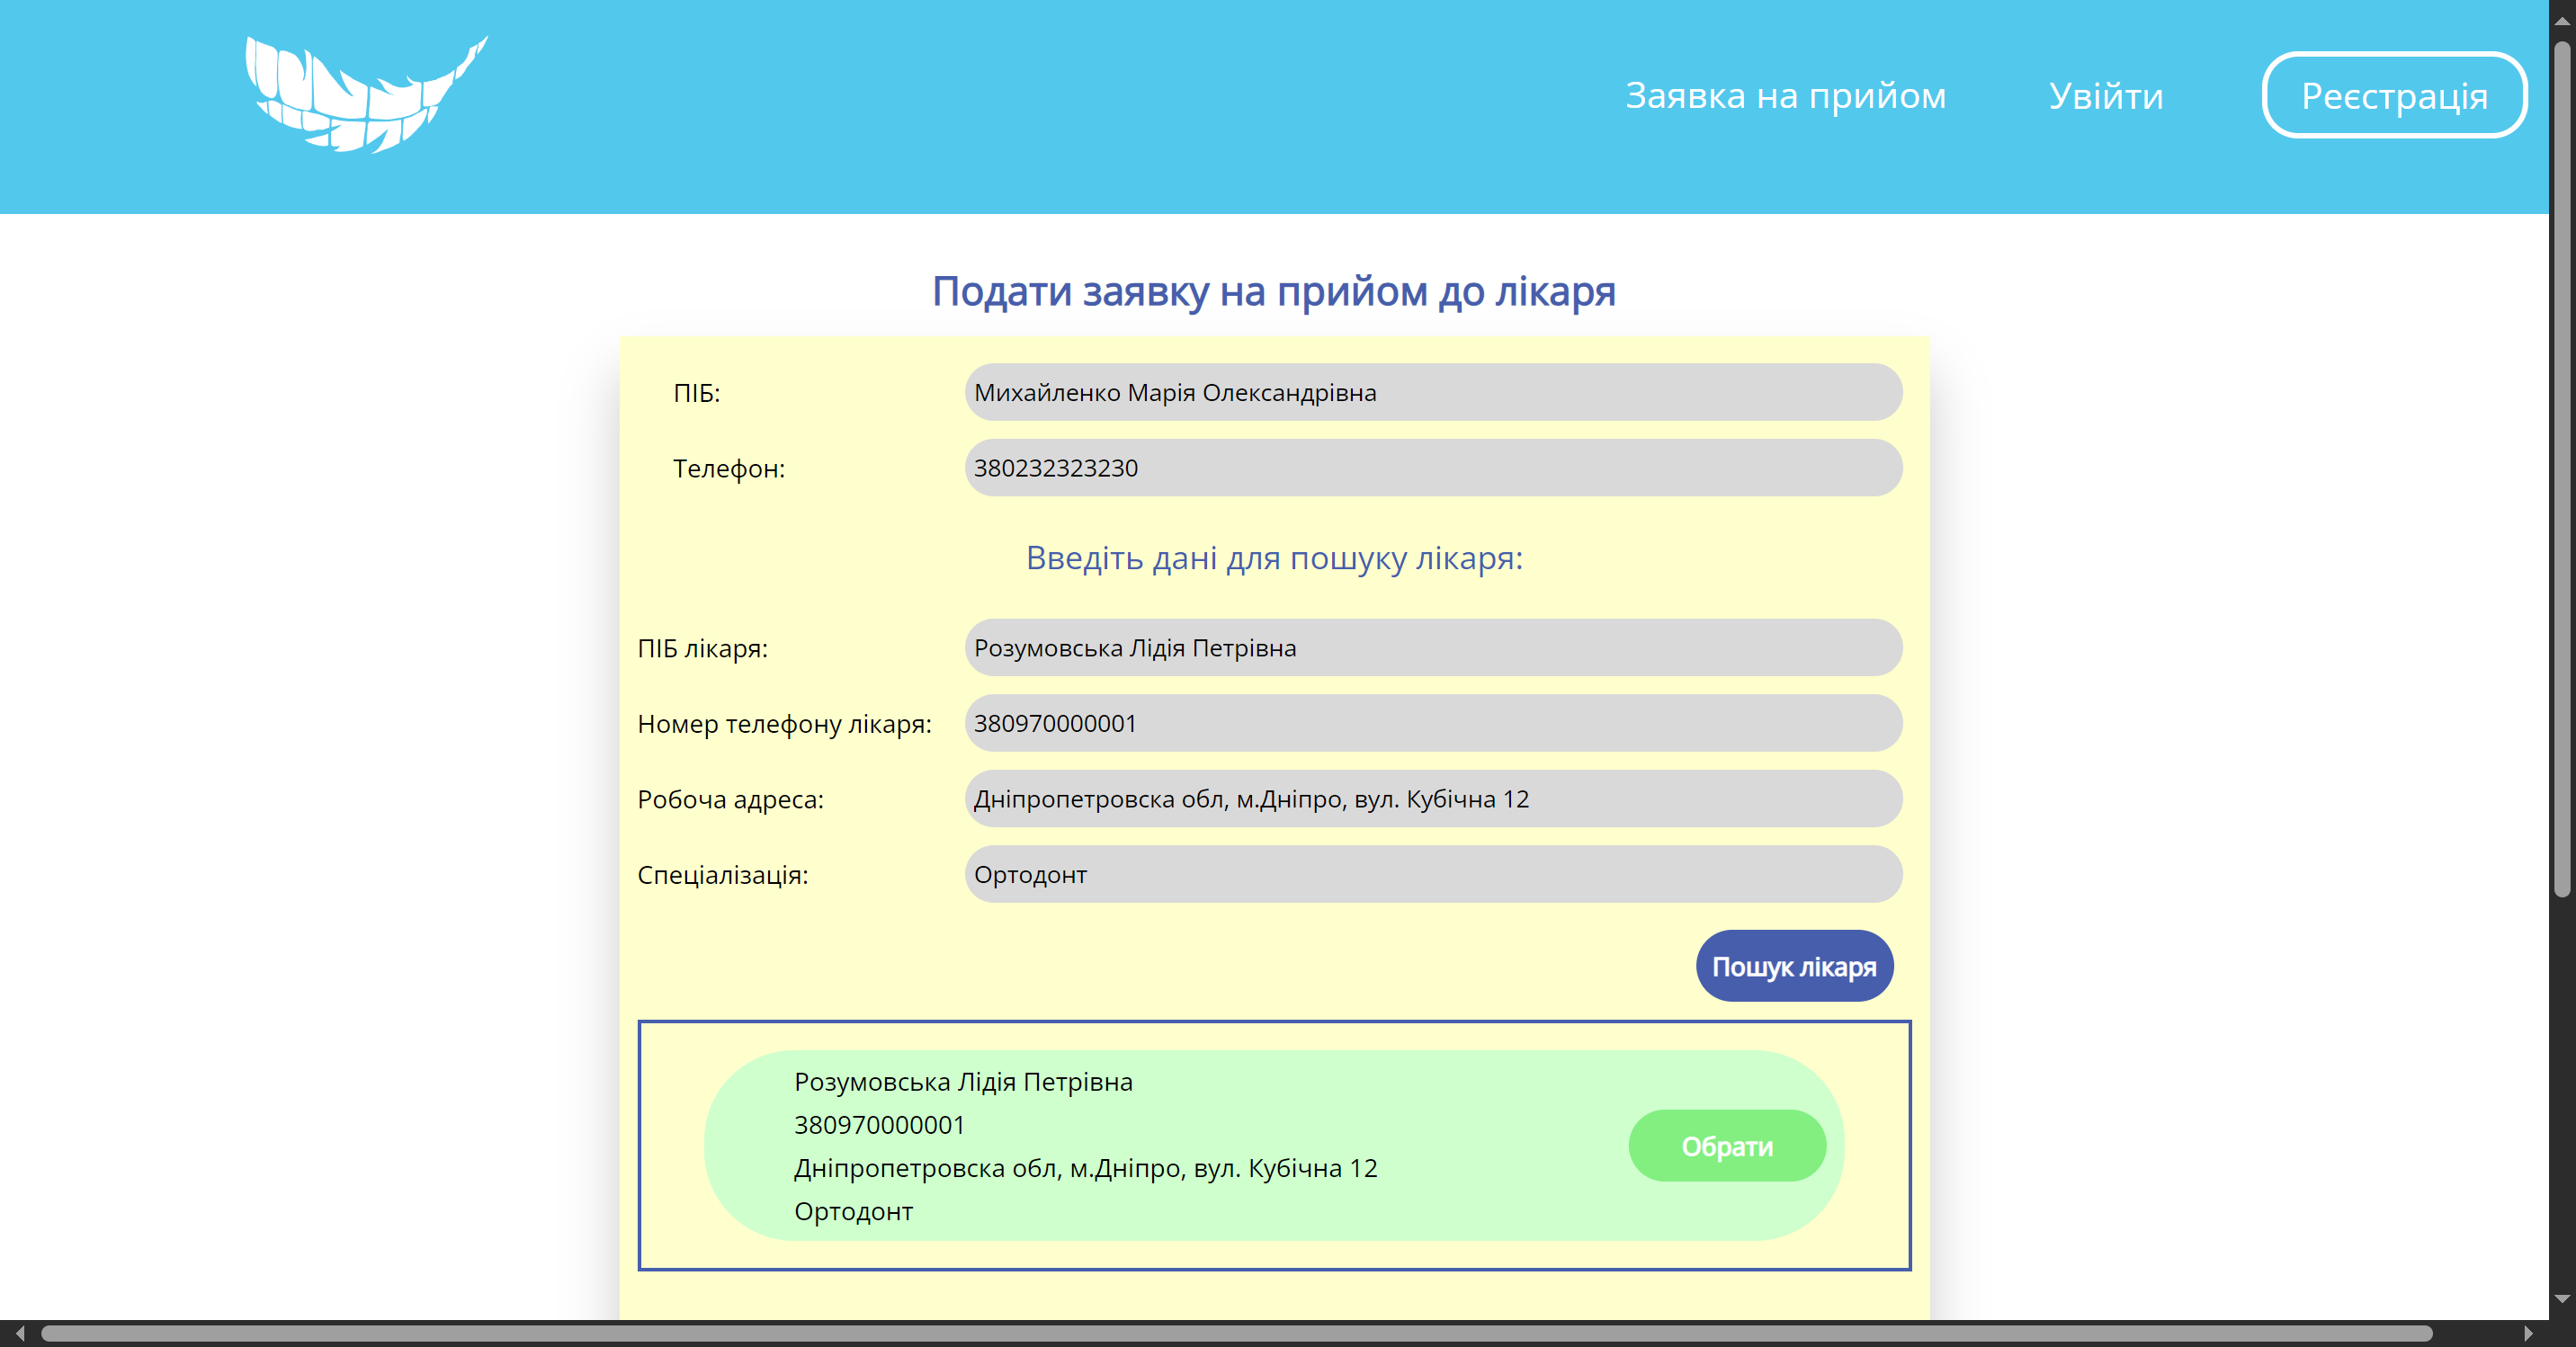 Заявка на прийом
Увійти
Реєстрація
Подати заявку на прийом до лікаря
ПІБ:
Михайленко Марія Олександрівна
Телефон:
380232323230
Введіть дані для пошуку лікаря:
ПІБ лікаря:
Розумовська Лідія Петрівна
Номер телефону лікаря:
380970000001
Робоча адреса:
Дніпропетровска обл, м.Дніпро, вул. Кубічна 12
Спеціалізація:
Ортодонт
Пошук лікаря
Розумовська Лідія Петрівна
380970000001
Дніпропетровска обл, м.Дніпро, вул. Кубічна 12
Ортодонт
Обрати